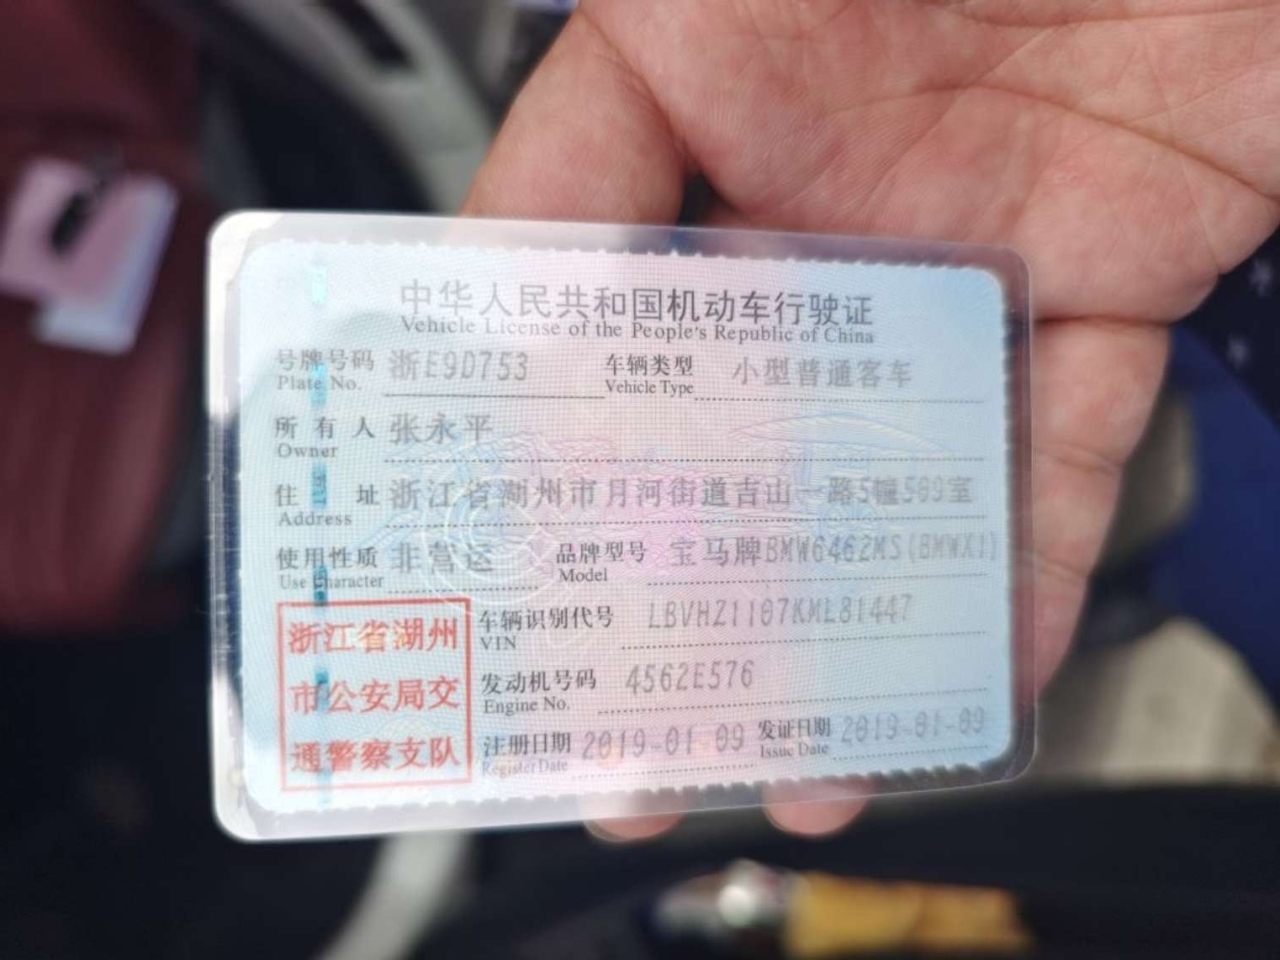 中华人民共和国机动车行驶证
Vehicle License of the People's Republic of China
号牌号码 浙E9D753 车辆类型 小型普通客车
Plate No. Vehicle Type
所有人 张永平
Owner
住址 浙江省湖州市月河街道吉山一路5幢509室
Address
使用性质 非营运 品牌型号 宝马牌BMW6462MS(BMWX1)
Use Character Model
浙江省湖州
市公安局交
通警察支队
车辆识别代号 LBVHZ1107KML81447
VIN
发动机号码 4562E576
Engine No.
注册日期 2019-01-09 发证日期 2019-01-09
Register Date Issue Date